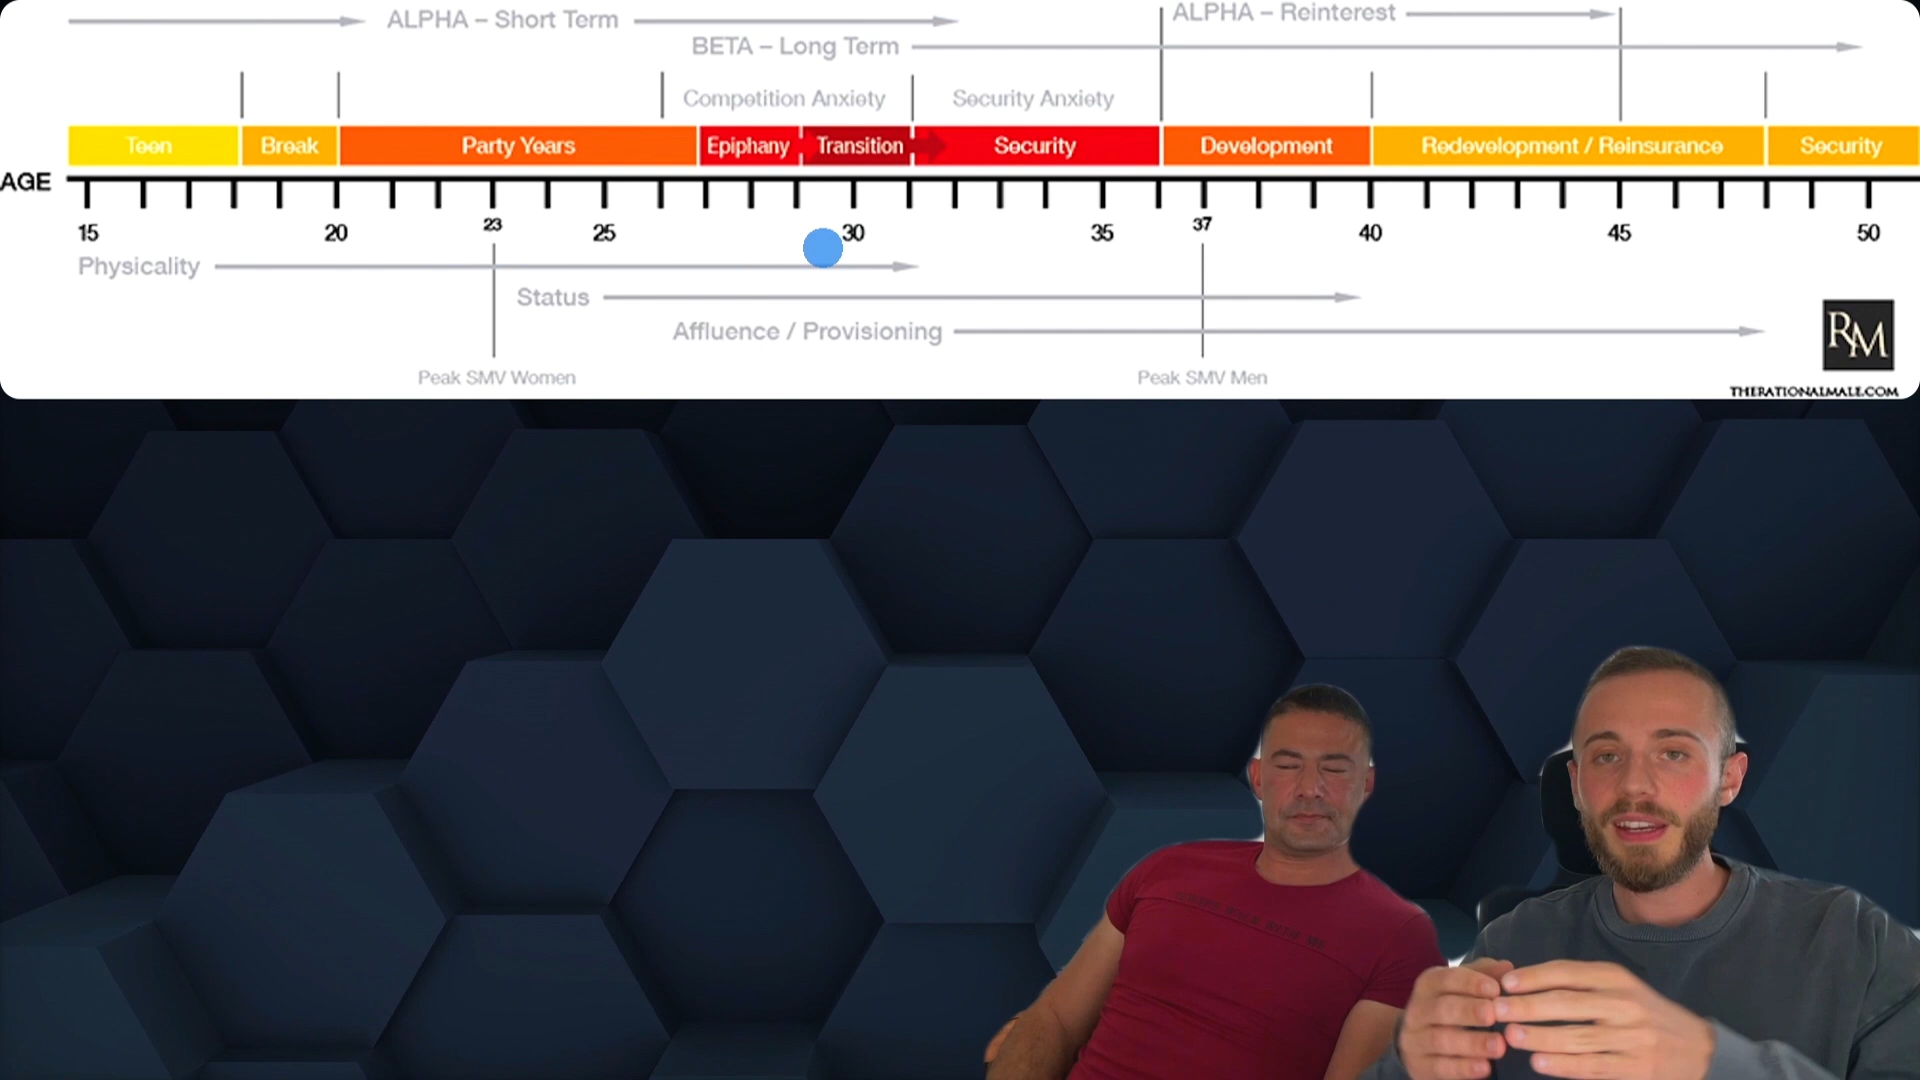 ALPHA – Short Term
ALPHA – Reinterest
BETA – Long Term
Competition Anxiety
Security Anxiety
Teen
Break
Party Years
Epiphany
Transition
Security
Development
Redevelopment / Reinsurance
Security
AGE
15
20
23
25
30
35
37
40
45
50
Physicality
Status
Affluence / Provisioning
Peak SMV Women
Peak SMV Men
RM
THERATIONALMALE.COM